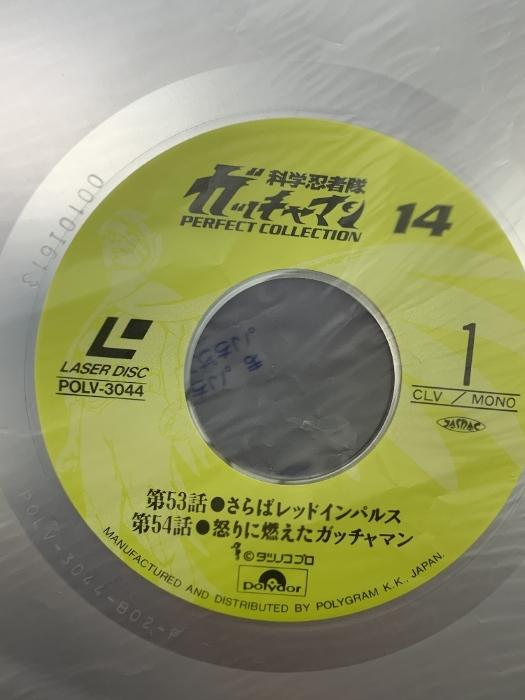 科学忍者隊
ガッチャマン
PERFECT COLLECTION
14
00101613
LASER DISC
POLV-3044
1
CLV / MONO
JASRAC
第53話●さらばレッドインパルス
第54話●怒りに燃えたガッチャマン
©タツノコプロ
Polydor
MANUFACTURED AND DISTRIBUTED BY POLYGRAM K.K., JAPAN.